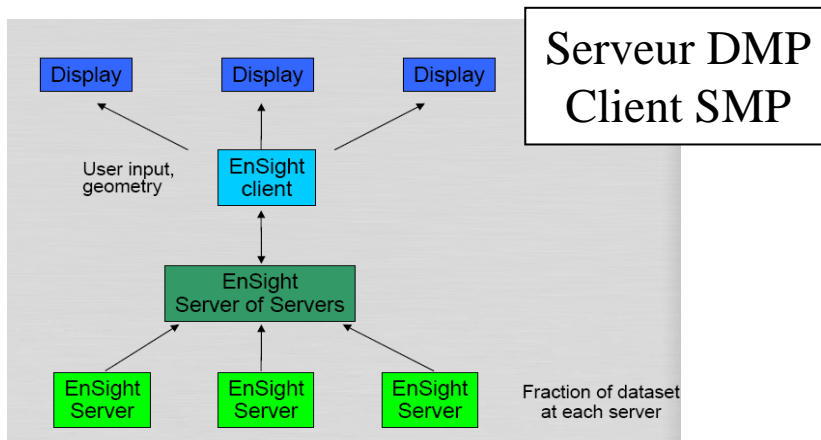 Serveur DMP
Client SMP
Display Display Display
User input,
geometry
EnSight
client
EnSight
Server of Servers
EnSight
Server
EnSight
Server
EnSight
Server
Fraction of dataset
at each server